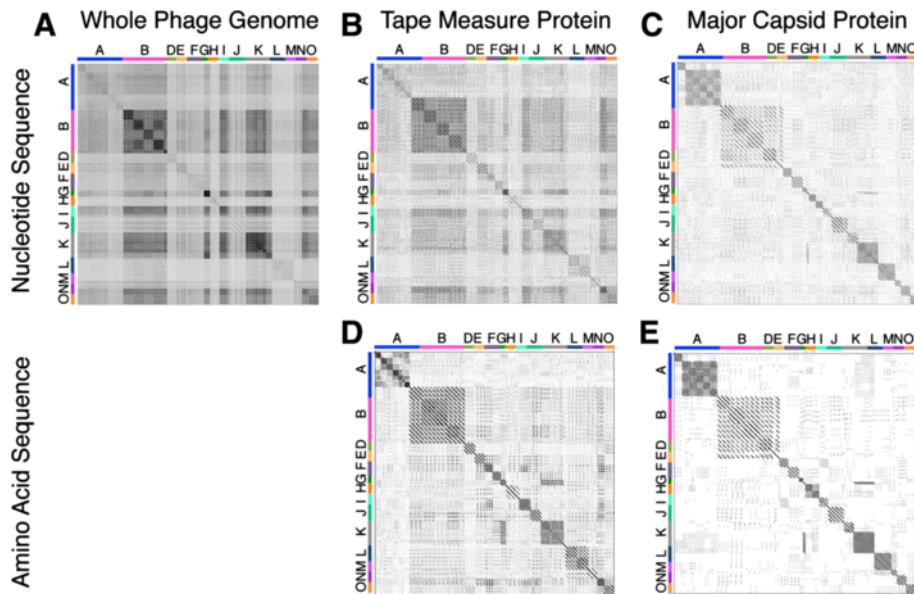 A Whole Phage Genome
B Tape Measure Protein
C Major Capsid Protein
A B DE FGH I J K L MNO
A B DE FGH I J K L MNO
A B DE FGH I J K L MNO
Nucleotide Sequence
ONM L K J I HG FED B A
ONM L K J I HG FED B A
ONM L K J I HG FED B A
D
E
A B DE FGH I J K L MNO
A B DE FGH I J K L MNO
Amino Acid Sequence
ONM L K J I HG FED B A
ONM L K J I HG FED B A